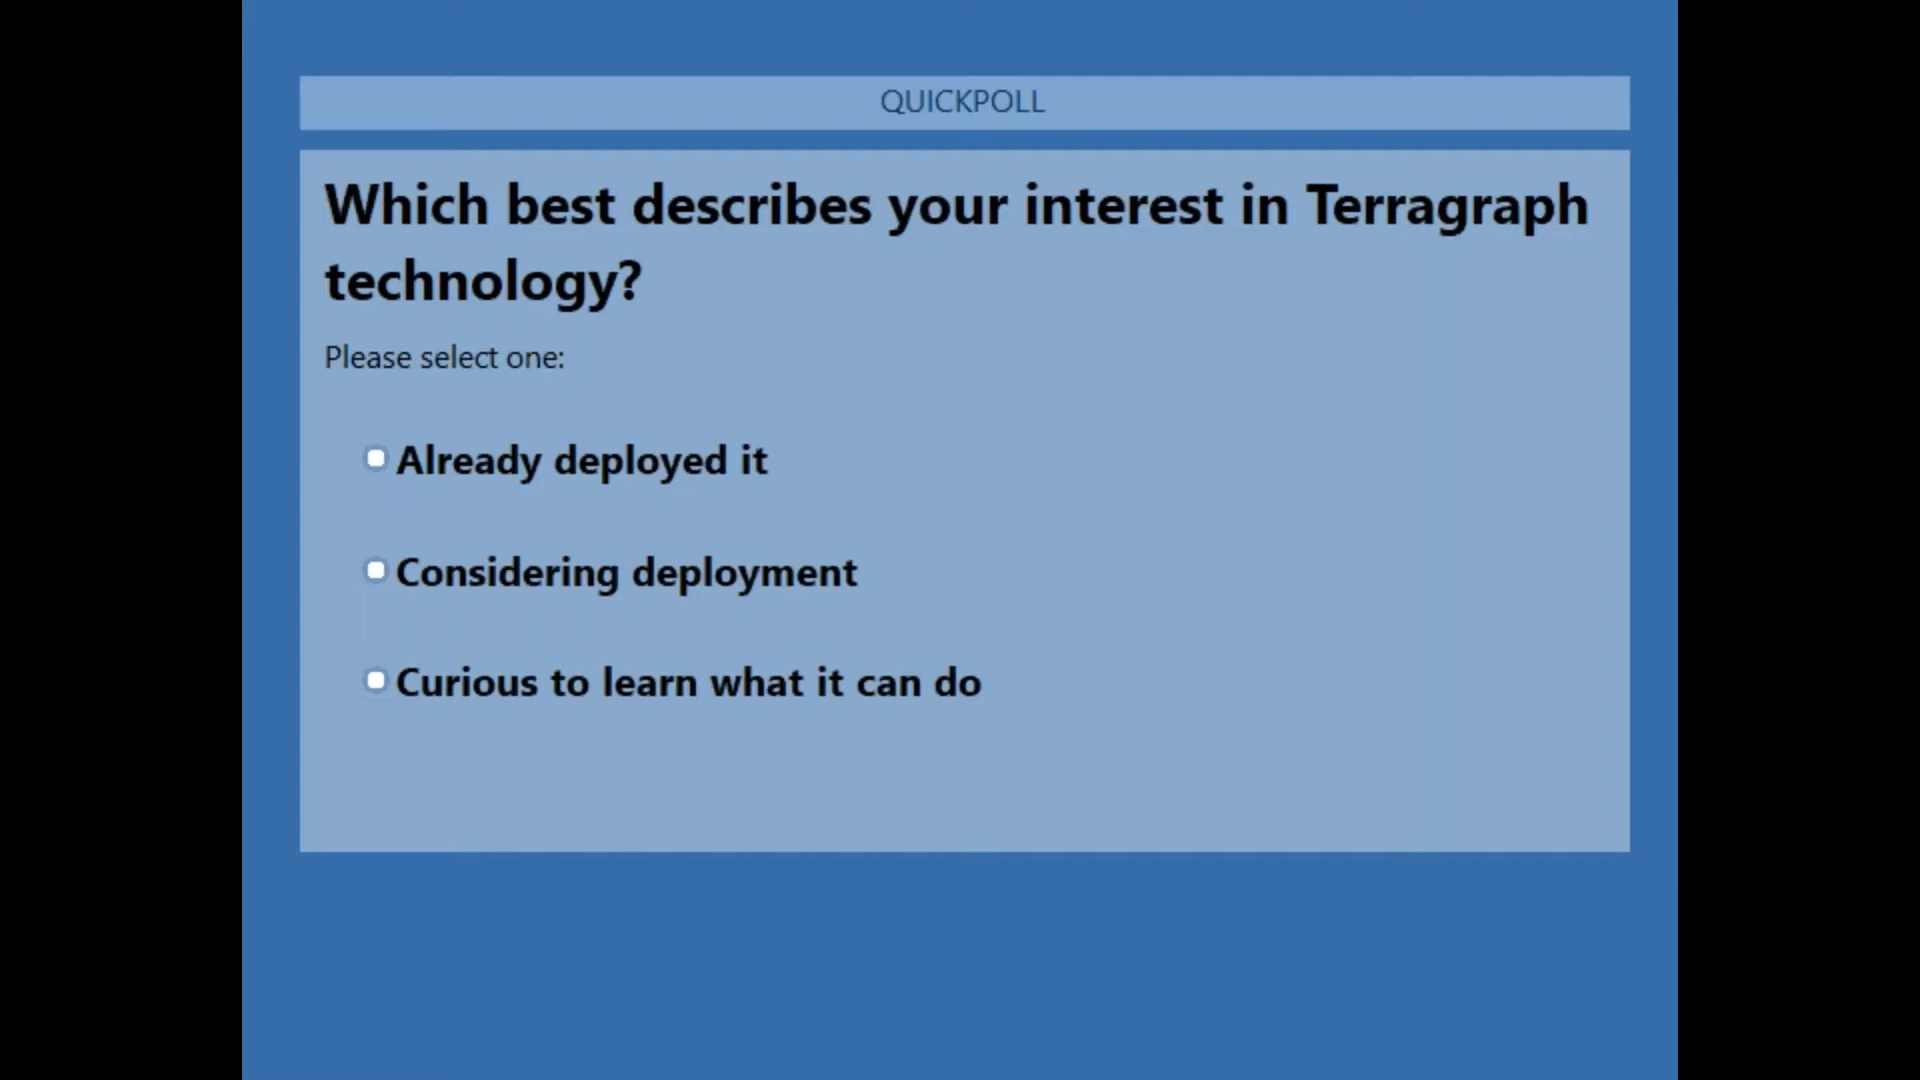 QUICKPOLL
Which best describes your interest in Terragraph
technology?
Please select one:
Already deployed it
Considering deployment
Curious to learn what it can do